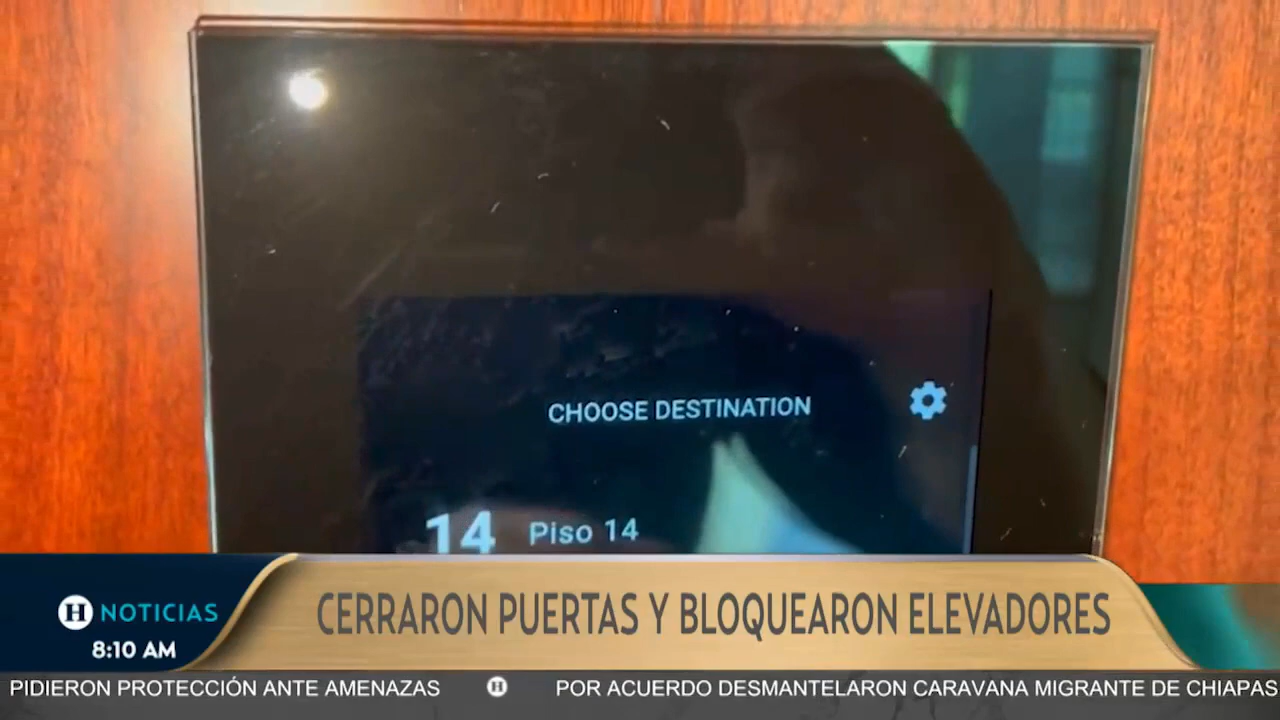 CHOOSE DESTINATION
14 Piso 14
CERRARON PUERTAS Y BLOQUEARON ELEVADORES
H NOTICIAS
8:10 AM
PIDIERON PROTECCIÓN ANTE AMENAZAS H POR ACUERDO DESMANTELARON CARAVANA MIGRANTE DE CHIAPAS